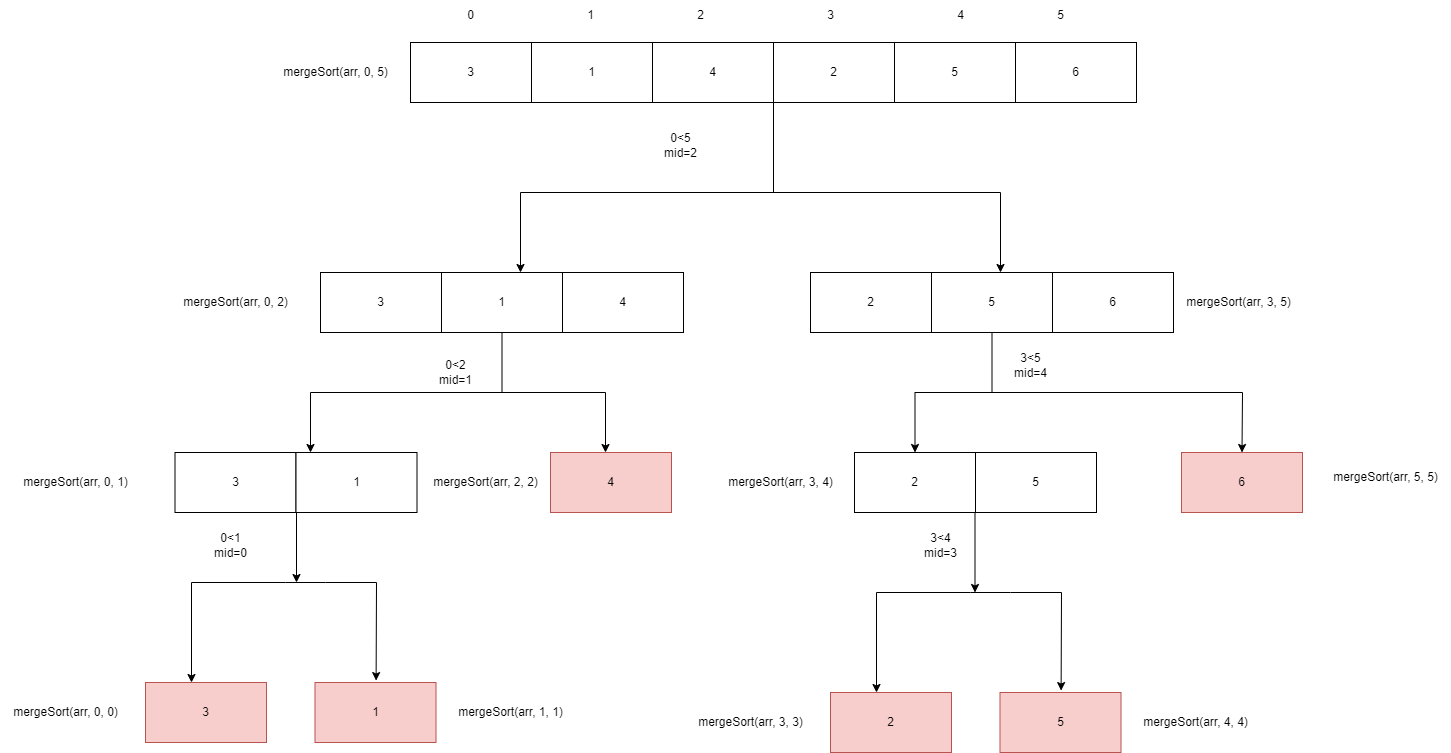 0 1 2 3 4 5
mergeSort(arr, 0, 5) 3 1 4 2 5 6
0<5
mid=2
mergeSort(arr, 0, 2) 3 1 4 2 5 6 mergeSort(arr, 3, 5)
0<2 3<5
mid=1 mid=4
mergeSort(arr, 0, 1) 3 1 mergeSort(arr, 2, 2) 4 mergeSort(arr, 3, 4) 2 5 6 mergeSort(arr, 5, 5)
0<1 3<4
mid=0 mid=3
mergeSort(arr, 0, 0) 3 1 mergeSort(arr, 1, 1) mergeSort(arr, 3, 3) 2 5 mergeSort(arr, 4, 4)